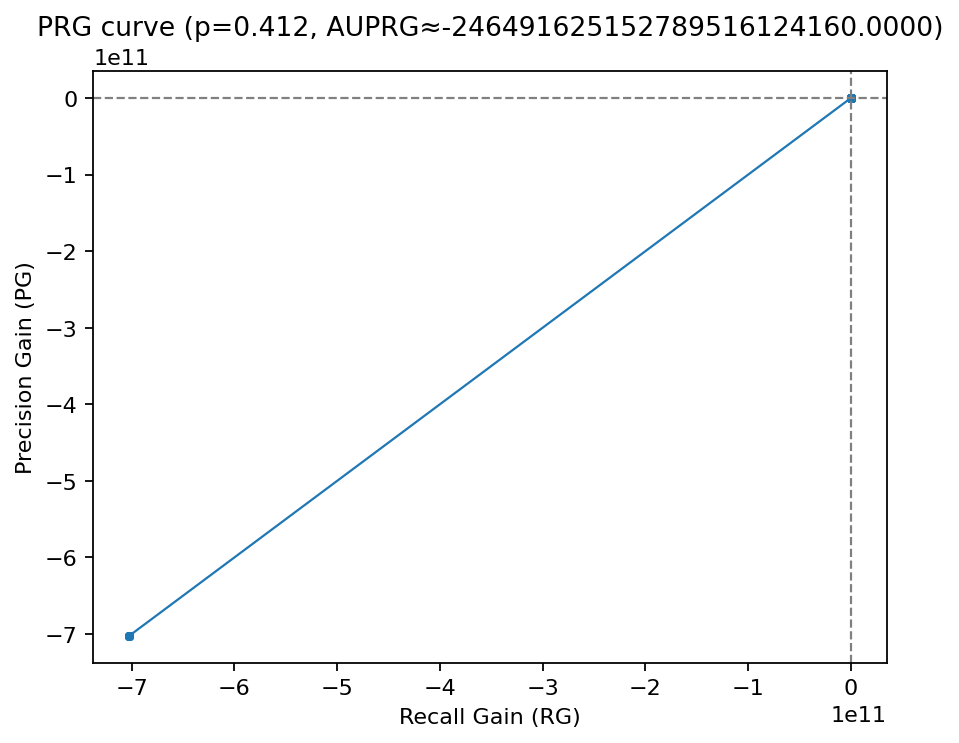 PRG curve (p=0.412, AUPRG≈-246491625152789516124160.0000)
1e11
0
−1
−2
−3
−4
−5
−6
−7
Precision Gain (PG)
−7 −6 −5 −4 −3 −2 −1 0
1e11
Recall Gain (RG)